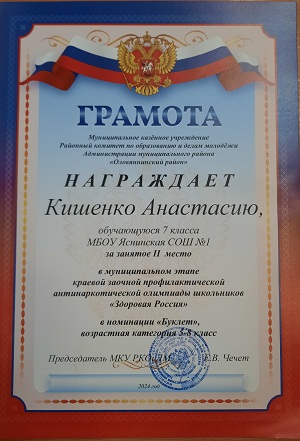 ГРАМОТА
Муниципальное казённое учреждение
Районный комитет по образованию и делам молодёжи
Администрации муниципального района
«Оловяннинский район»
НАГРАЖДАЕТ
Кишенко Анастасию,
обучающуюся 7 класса
МБОУ Яснинская СОШ №1
за занятое II место
в муниципальном этапе
краевой заочной профилактической
антинаркотической олимпиады школьников
«Здоровая Россия»
в номинации «Буклет»,
возрастная категория 5-8 класс
Председатель МКУ РКОиДМ Е.В. Чечет
2024 год